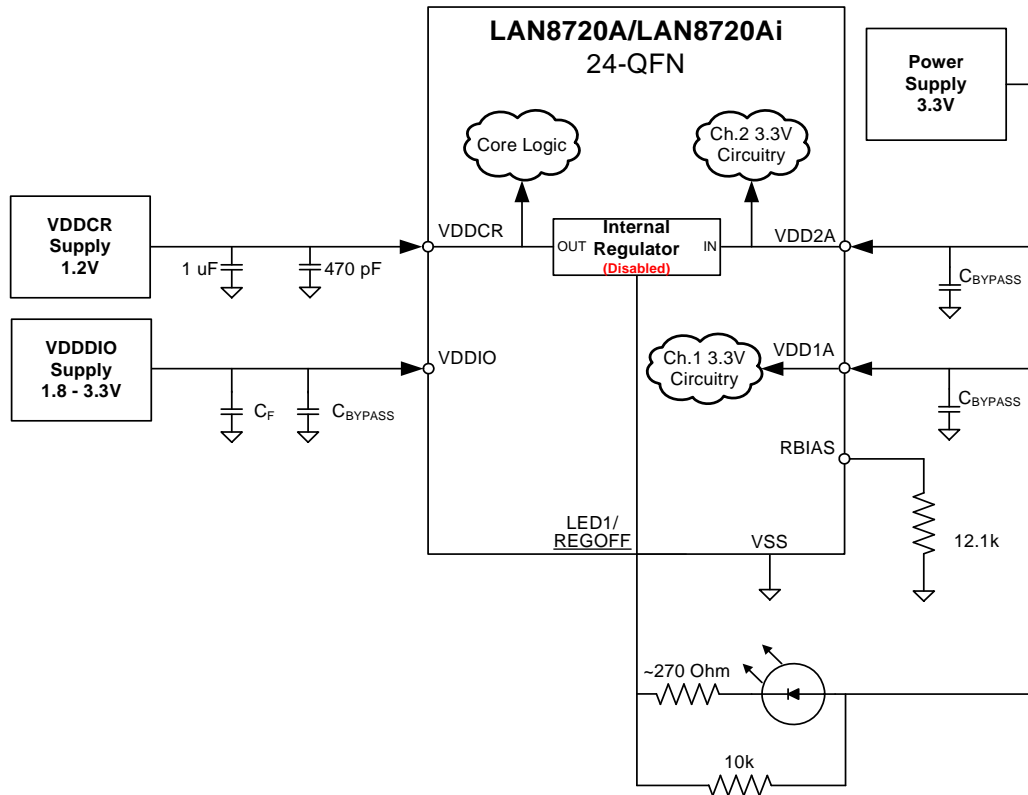 LAN8720A/LAN8720Ai
24-QFN
Power
Supply
3.3V
Core Logic
Ch.2 3.3V
Circuitry
VDDCR
Supply
1.2V
1 uF
470 pF
VDDCR
OUT
Internal
Regulator
(Disabled)
IN
VDD2A
CBYPASS
VDDDIO
Supply
1.8 - 3.3V
CF
CBYPASS
VDDIO
Ch.1 3.3V
Circuitry
VDD1A
CBYPASS
RBIAS
12.1k
LED1/
REGOFF
VSS
~270 Ohm
10k